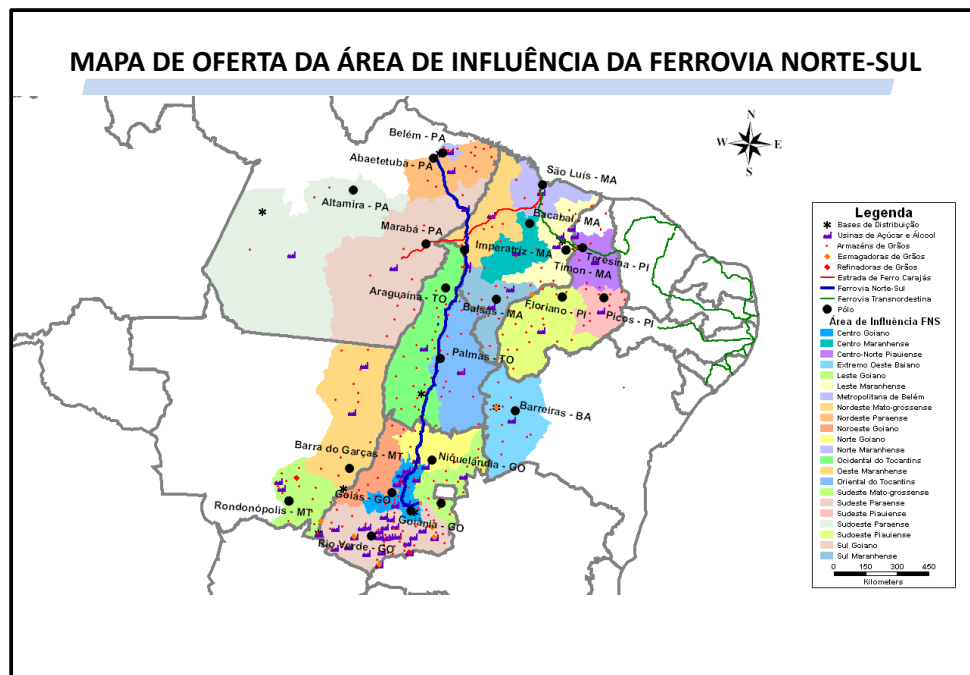 MAPA DE OFERTA DA ÁREA DE INFLUÊNCIA DA FERROVIA NORTE-SUL
N
W
E
S
Belém - PA
Abaetetuba - PA
São Luís - MA
Altamira - PA
Bacabal - MA
Marabá - PA
Imperatriz - MA
Teresina - PI
Timon - MA
Araguaína - TO
Balsas - MA
Floriano - PI
Picos - PI
Palmas - TO
Barreiras - BA
Barra do Garças - MT
Niquelândia - GO
Goiás - GO
Rondonópolis - MT
Goiânia - GO
Rio Verde - GO
Legenda
Bases de Distribuição
Usinas de Açúcar e Álcool
Armazéns de Grãos
Esmagadoras de Grãos
Refinadoras de Grãos
Estrada de Ferro Carajás
Ferrovia Norte-Sul
Ferrovia Transnordestina
Pólo
Área de Influência FNS
Centro Goiano
Centro Maranhense
Centro-Norte Piauiense
Extremo Oeste Baiano
Leste Goiano
Leste Maranhense
Metropolitana de Belém
Nordeste Mato-grossense
Nordeste Paraense
Noroeste Goiano
Norte Goiano
Norte Maranhense
Ocidental do Tocantins
Oeste Maranhense
Oriental do Tocantins
Sudeste Mato-grossense
Sudeste Paraense
Sudeste Piauiense
Sudoeste Paraense
Sudoeste Piauiense
Sul Goiano
Sul Maranhense
0 150 300 450
Kilometers